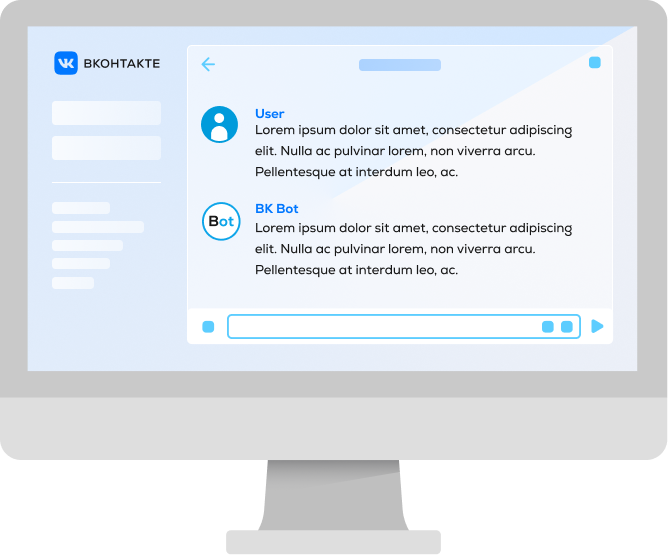 ВКОНТАКТЕ
User
Lorem ipsum dolor sit amet, consectetur adipiscing
elit. Nulla ac pulvinar lorem, non viverra arcu.
Pellentesque at interdum leo, ac.
Bot
BK Bot
Lorem ipsum dolor sit amet, consectetur adipiscing
elit. Nulla ac pulvinar lorem, non viverra arcu.
Pellentesque at interdum leo, ac.